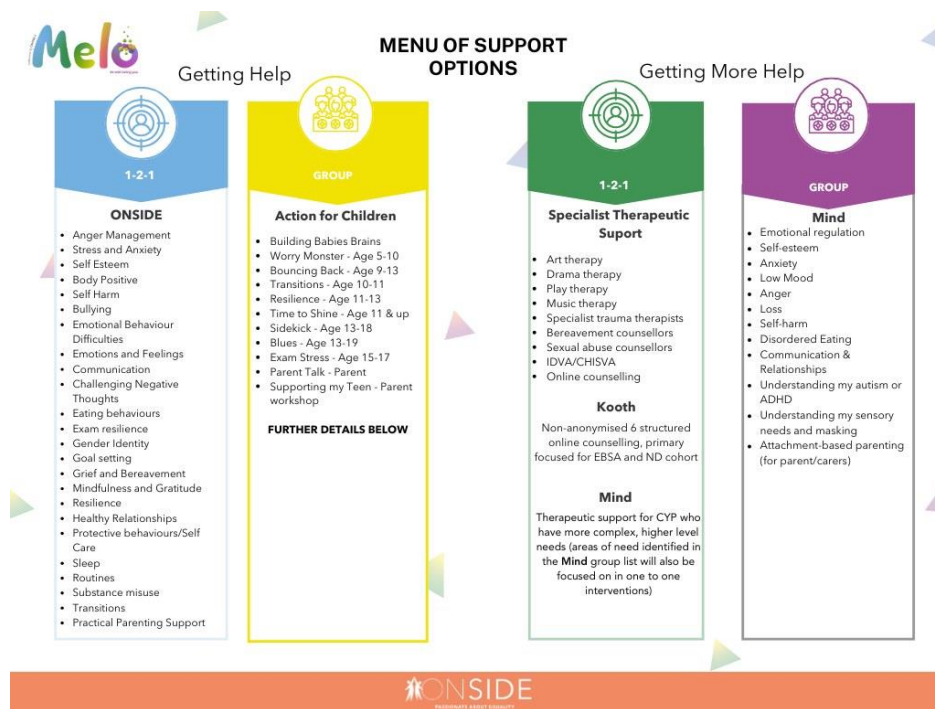 Melo
MENU OF SUPPORT
OPTIONS
Getting Help
Getting More Help
1-2-1
ONSIDE
• Anger Management
• Stress and Anxiety
• Self Esteem
• Body Positive
• Self Harm
• Bullying
• Emotional Behaviour
Difficulties
• Emotions and Feelings
• Communication
• Challenging Negative
Thoughts
• Eating behaviours
• Exam resilience
• Gender Identity
• Goal setting
• Grief and Bereavement
• Mindfulness and Gratitude
• Resilience
• Healthy Relationships
• Protective behaviours/Self
Care
• Sleep
• Routines
• Substance misuse
• Transitions
• Practical Parenting Support
GROUP
Action for Children
• Building Babies Brains
• Worry Monster - Age 5-10
• Bouncing Back - Age 9-13
• Transitions - Age 10-11
• Resilience - Age 11-13
• Time to Shine - Age 11 & up
• Sidekick - Age 13-18
• Blues - Age 13-19
• Exam Stress - Age 15-17
• Parent Talk - Parent
• Supporting my Teen - Parent
workshop
FURTHER DETAILS BELOW
1-2-1
Specialist Therapeutic
Suport
• Art therapy
• Drama therapy
• Play therapy
• Music therapy
• Specialist trauma therapists
• Bereavement counsellors
• Sexual abuse counsellors
• IDVA/CHISVA
• Online counselling
Kooth
Non-anonymised 6 structured
online counselling, primary
focused for EBSA and ND cohort
Mind
Therapeutic support for CYP who
have more complex, higher level
needs (areas of need identified in
the Mind group list will also be
focused on in one to one
interventions)
GROUP
Mind
• Emotional regulation
• Self-esteem
• Anxiety
• Low Mood
• Anger
• Loss
• Self-harm
• Disordered Eating
• Communication &
Relationships
• Understanding my autism or
ADHD
• Understanding my sensory
needs and masking
• Attachment-based parenting
(for parent/carers)
ONSIDE
PASSIONATE ABOUT EQUALITY